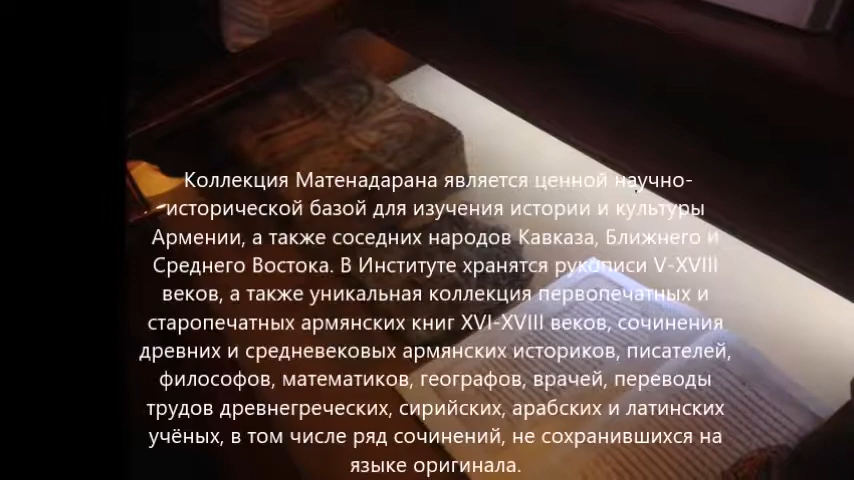 Коллекция Матенадарана является ценной научно-
исторической базой для изучения истории и культуры
Армении, а также соседних народов Кавказа, Ближнего и
Среднего Востока. В Институте хранятся рукописи V-XVIII
веков, а также уникальная коллекция первопечатных и
старопечатных армянских книг XVI-XVIII веков, сочинения
древних и средневековых армянских историков, писателей,
философов, математиков, географов, врачей, переводы
трудов древнегреческих, сирийских, арабских и латинских
учёных, в том числе ряд сочинений, не сохранившихся на
языке оригинала.